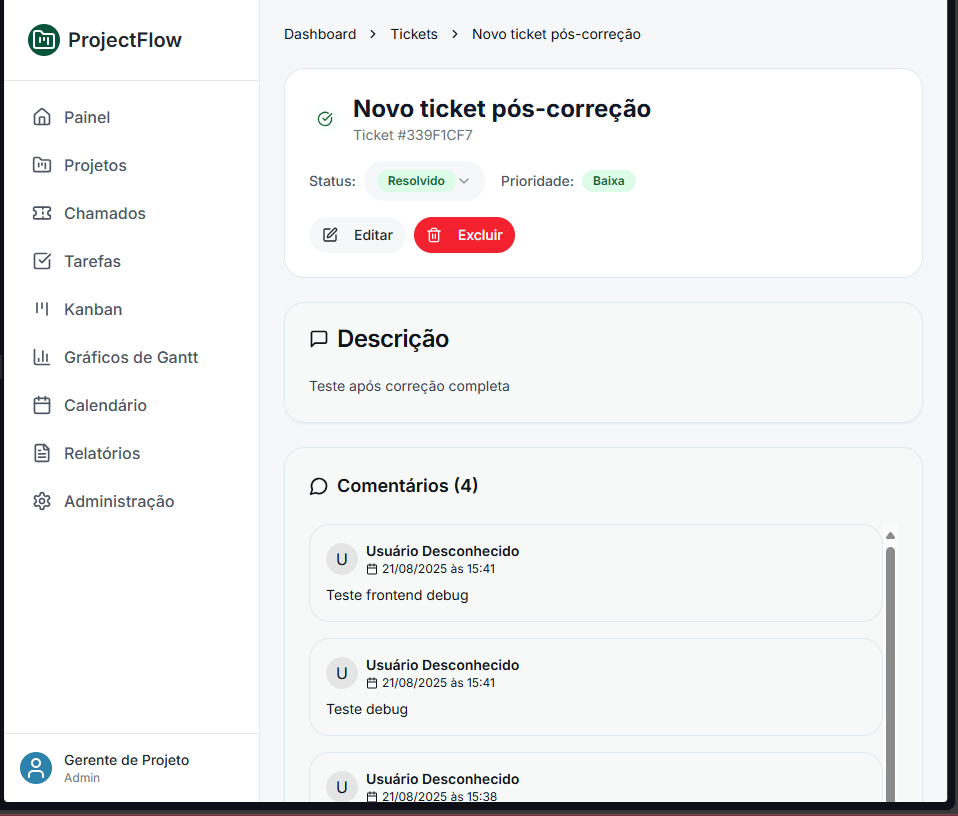 ProjectFlow
Painel
Projetos
Chamados
Tarefas
Kanban
Gráficos de Gantt
Calendário
Relatórios
Administração
Gerente de Projeto
Admin
Dashboard > Tickets > Novo ticket pós-correção
Novo ticket pós-correção
Ticket #339F1CF7
Status: Resolvido Prioridade: Baixa
Editar Excluir
Descrição
Teste após correção completa
Comentários (4)
U Usuário Desconhecido
21/08/2025 às 15:41
Teste frontend debug
U Usuário Desconhecido
21/08/2025 às 15:41
Teste debug
U Usuário Desconhecido
21/08/2025 às 15:38